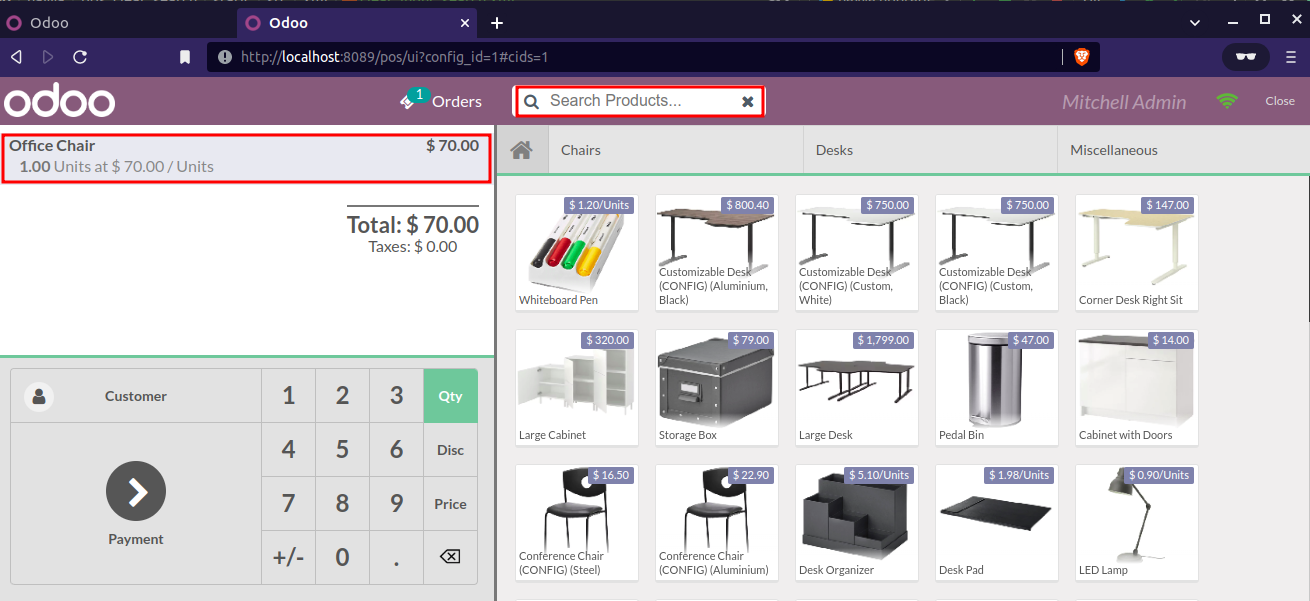 Odoo
Odoo
http://localhost:8089/pos/ui?config_id=1#cids=1
odoo
1
Orders
Search Products...
Mitchell Admin
Close
Office Chair
$ 70.00
1.00 Units at $ 70.00 / Units
Total: $ 70.00
Taxes: $ 0.00
Customer
1
2
3
Qty
4
5
6
Disc
7
8
9
Price
Payment
+/-
0
.
Chairs
Desks
Miscellaneous
$ 1.20/Units
Whiteboard Pen
$ 800.40
Customizable Desk
(CONFIG) (Aluminium,
Black)
$ 750.00
Customizable Desk
(CONFIG) (Custom,
White)
$ 750.00
Customizable Desk
(CONFIG) (Custom,
Black)
$ 147.00
Corner Desk Right Sit
$ 320.00
Large Cabinet
$ 79.00
Storage Box
$ 1,799.00
Large Desk
$ 47.00
Pedal Bin
$ 14.00
Cabinet with Doors
$ 16.50
Conference Chair
(CONFIG) (Steel)
$ 22.90
Conference Chair
(CONFIG) (Aluminium)
$ 5.10/Units
Desk Organizer
$ 1.98/Units
Desk Pad
$ 0.90/Units
LED Lamp